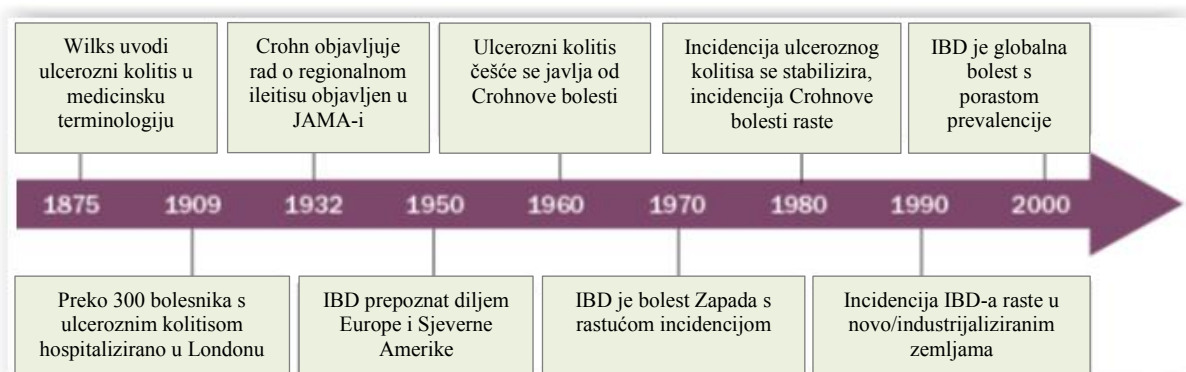 Wilks uvodi
ulcerozni kolitis u
medicinsku
terminologiju
Crohn objavljuje
rad o regionalnom
ileitisu objavljen u
JAMA-i
Ulcerozni kolitis
češće se javlja od
Crohnove bolesti
Incidencija ulceroznog
kolitisa se stabilizira,
incidencija Crohnove
bolesti raste
IBD je globalna
bolest s
porastom
prevalencije
1875 1909 1932 1950 1960 1970 1980 1990 2000
Preko 300 bolesnika s
ulceroznim kolitisom
hospitalizirano u Londonu
IBD prepoznat diljem
Europe i Sjeverne
Amerike
IBD je bolest Zapada s
rastućom incidencijom
Incidencija IBD-a raste u
novo/industrijaliziranim
zemljama